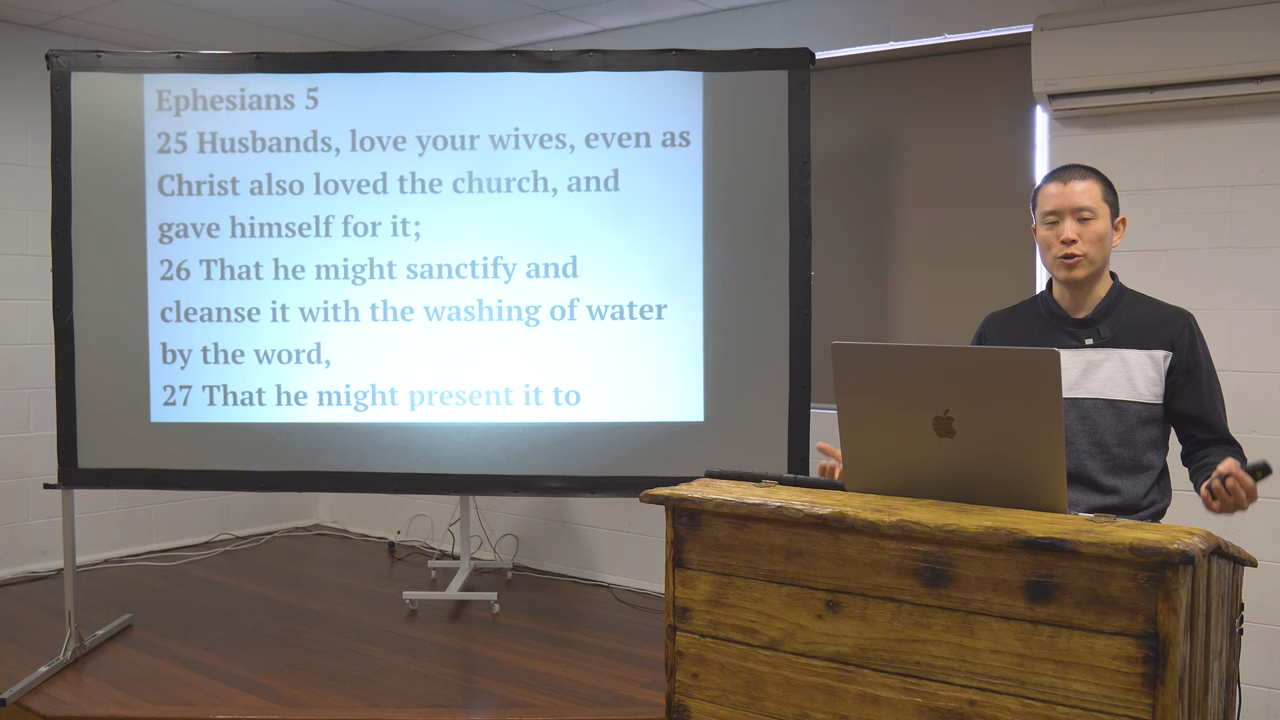 Ephesians 5
25 Husbands, love your wives, even as
Christ also loved the church, and
gave himself for it;
26 That he might sanctify and
cleanse it with the washing of water
by the word,
27 That he might present it to